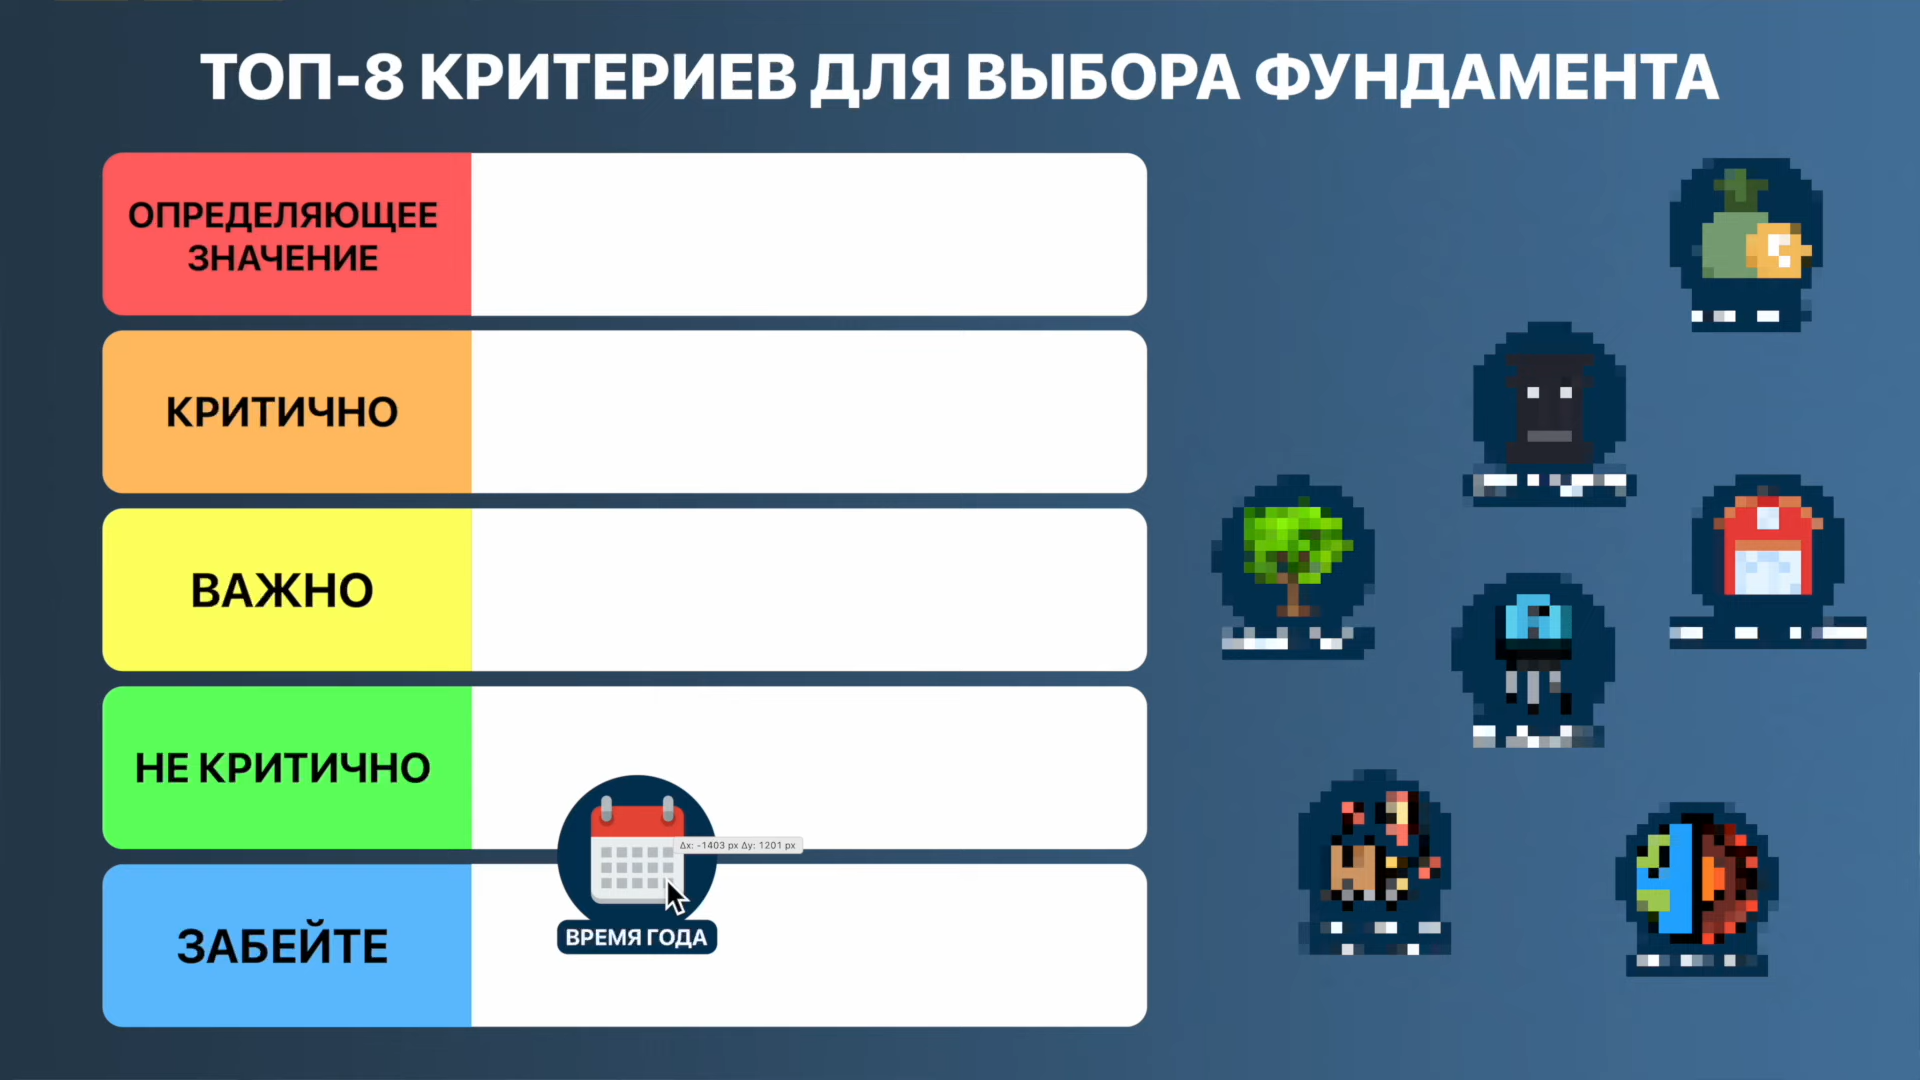 ТОП-8 КРИТЕРИЕВ ДЛЯ ВЫБОРА ФУНДАМЕНТА
ОПРЕДЕЛЯЮЩЕЕ
ЗНАЧЕНИЕ
КРИТИЧНО
ВАЖНО
НЕ КРИТИЧНО
Δx: -1403 px Δy: 1201 px
ВРЕМЯ ГОДА
ЗАБЕЙТЕ